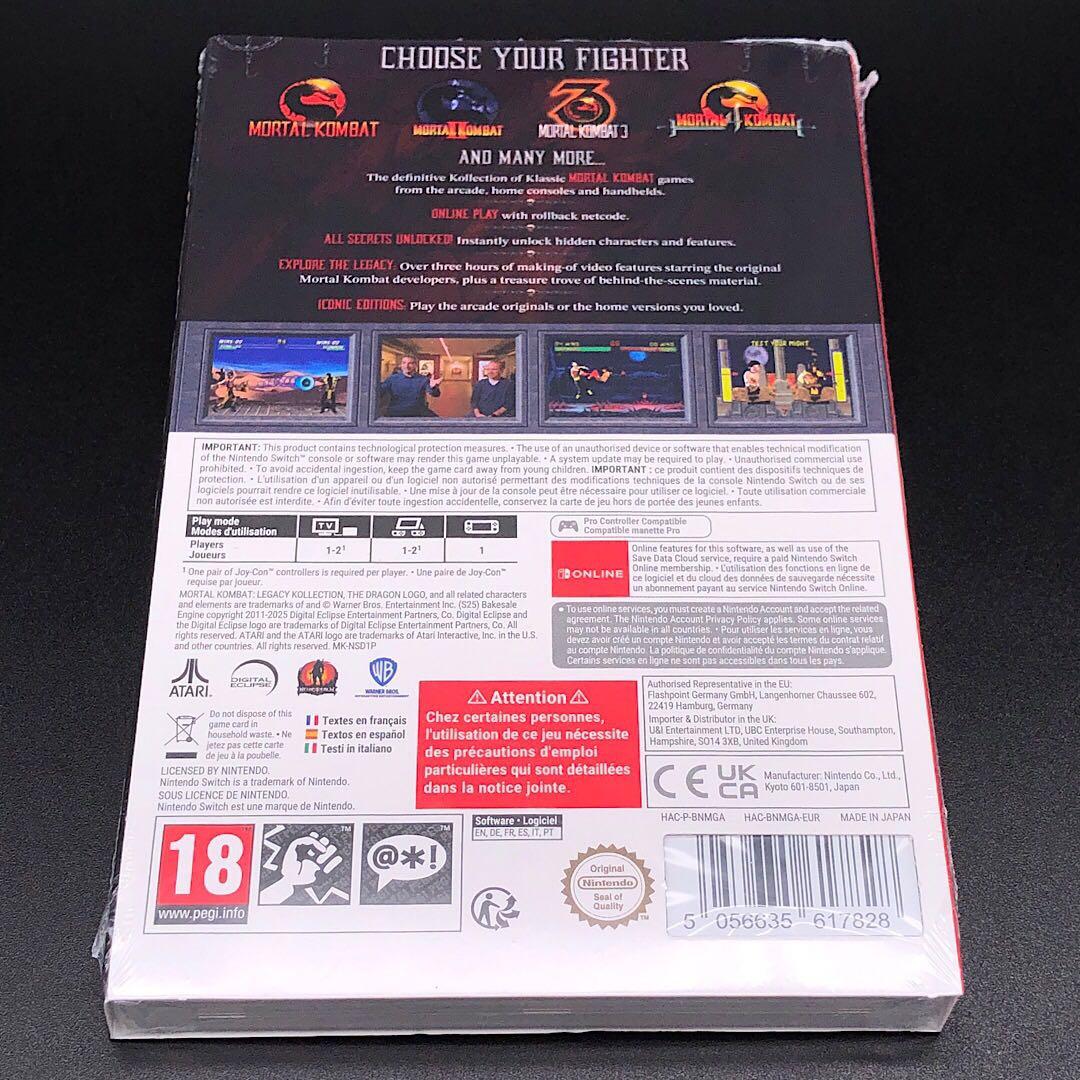 CHOOSE YOUR FIGHTER
MORTAL KOMBAT
MORTAL II KOMBAT
3
MORTAL KOMBAT 3
MORTAL 4 KOMBAT
AND MANY MORE...
The definitive Kollection of Klassic MORTAL KOMBAT games
from the arcade, home consoles and handhelds.
ONLINE PLAY with rollback netcode.
ALL SECRETS UNLOCKED! Instantly unlock hidden characters and features.
EXPLORE THE LEGACY: Over three hours of making-of video features starring the original
Mortal Kombat developers, plus a treasure trove of behind-the-scenes material.
ICONIC EDITIONS: Play the arcade originals or the home versions you loved.
TEST YOUR MIGHT
IMPORTANT: This product contains technological protection measures. • The use of an unauthorised device or software that enables technical modification
of the Nintendo Switch™ console or software may render this game unplayable. • A system update may be required to play. • Unauthorised commercial use
prohibited. • To avoid accidental ingestion, keep the game card away from young children. IMPORTANT : ce produit contient des dispositifs techniques de
protection. • L'utilisation d'un appareil ou d'un logiciel non autorisé permettant des modifications techniques de la console Nintendo Switch ou de ses
logiciels pourrait rendre ce logiciel inutilisable. • Une mise à jour de la console peut être nécessaire pour utiliser ce logiciel. • Toute utilisation commerciale
non autorisée est interdite. • Afin d'éviter toute ingestion accidentelle, conservez la carte de jeu hors de portée des jeunes enfants.
Play mode
Modes d'utilisation
TV
Players
Joueurs
1-2¹
1-2¹
1
¹ One pair of Joy-Con™ controllers is required per player. • Une paire de Joy-Con™
requise par joueur.
Pro Controller Compatible
Compatible manette Pro
ONLINE
Online features for this software, as well as use of the
Save Data Cloud service, require a paid Nintendo Switch
Online membership. • L'utilisation des fonctions en ligne de
ce logiciel et du cloud des données de sauvegarde nécessite
un abonnement payant au service Nintendo Switch Online.
MORTAL KOMBAT: LEGACY KOLLECTION, THE DRAGON LOGO, and all related characters
and elements are trademarks of and © Warner Bros. Entertainment Inc. (S25) Bakesale
Engine copyright 2011-2025 Digital Eclipse Entertainment Partners, Co. Digital Eclipse and
the Digital Eclipse logo are trademarks of Digital Eclipse Entertainment Partners, Co. All
rights reserved. ATARI and the ATARI logo are trademarks of Atari Interactive, Inc. in the U.S.
and other countries. All rights reserved. MK-NSD1P
• To use online services, you must create a Nintendo Account and accept the related
agreement. The Nintendo Account Privacy Policy applies. Some online services
may not be available in all countries. • Pour utiliser les services en ligne, vous
devez avoir créé un compte Nintendo et avoir accepté les termes du contrat relatif
au compte Nintendo. La politique de confidentialité du compte Nintendo s'applique.
Certains services en ligne ne sont pas accessibles dans tous les pays.
ATARI
DIGITAL
ECLIPSE
WB
WARNER BROS.
INTERACTIVE ENTERTAINMENT
Do not dispose of this
game card in
household waste. • Ne
jetez pas cette carte
de jeu à la poubelle.
Textes en français
Textos en español
Testi in italiano
LICENSED BY NINTENDO.
Nintendo Switch is a trademark of Nintendo.
SOUS LICENCE DE NINTENDO.
Nintendo Switch est une marque de Nintendo.
⚠ Attention ⚠
Chez certaines personnes,
l'utilisation de ce jeu nécessite
des précautions d'emploi
particulières qui sont détaillées
dans la notice jointe.
Authorised Representative in the EU:
Flashpoint Germany GmbH, Langenhorner Chaussee 602,
22419 Hamburg, Germany
Importer & Distributor in the UK:
U&I Entertainment LTD, UBC Enterprise House, Southampton,
Hampshire, SO14 3XB, United Kingdom
CE UK
CA
Manufacturer: Nintendo Co., Ltd.,
Kyoto 601-8501, Japan
HAC-P-BNMGA HAC-BNMGA-EUR MADE IN JAPAN
18
www.pegi.info
@*!
Software • Logiciel
EN, DE, FR, ES, IT, PT
Original
Nintendo
Seal of
Quality
5 056635 617828